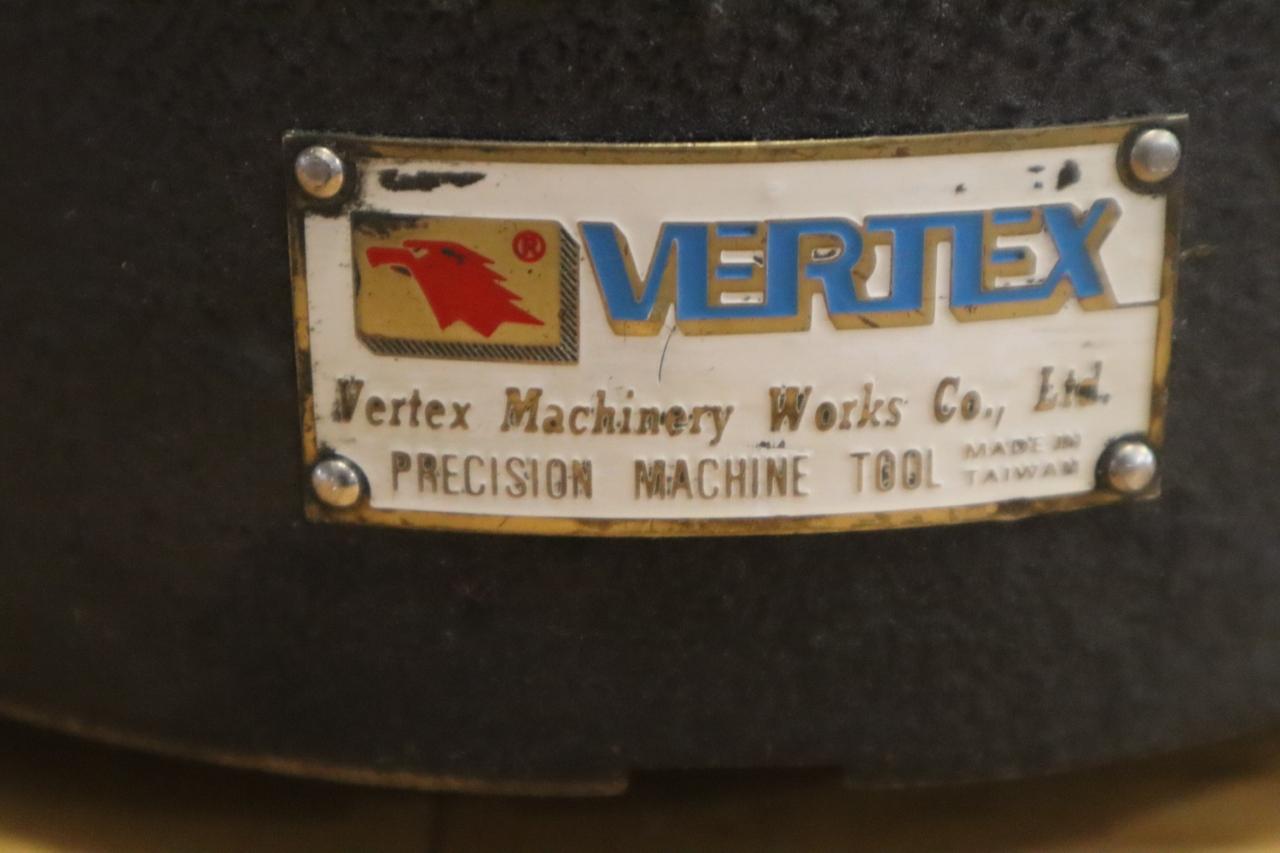 ®
VERTEX
Vertex Machinery Works Co., Ltd.
PRECISION MACHINE TOOL
MADE IN
TAIWAN